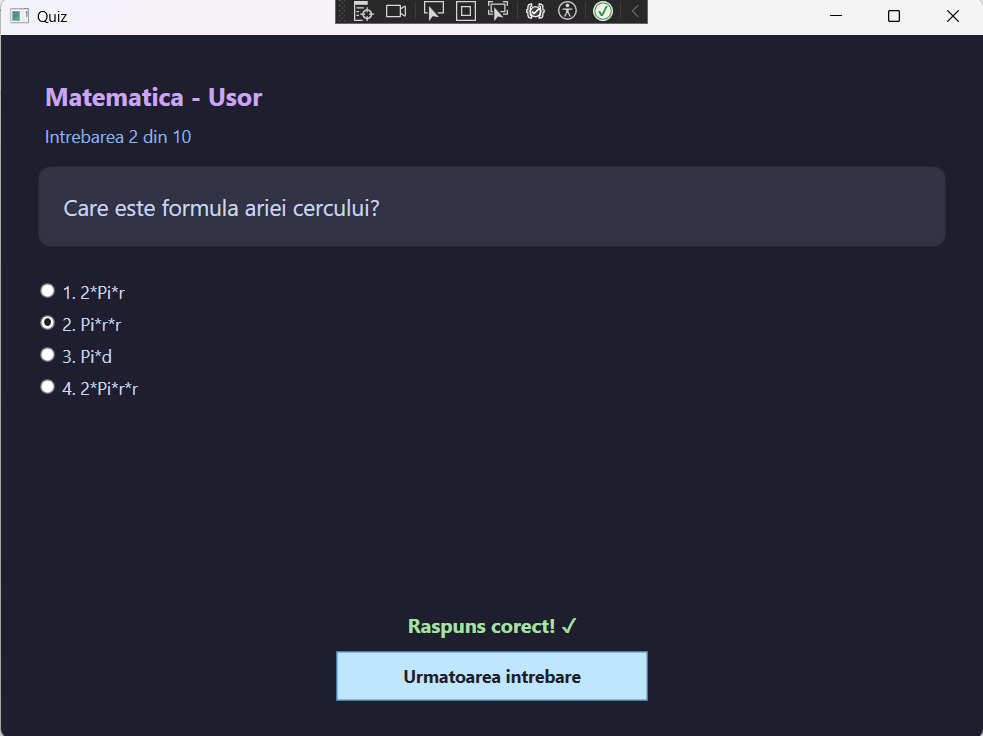 Quiz
Matematica - Usor
Intrebarea 2 din 10
Care este formula ariei cercului?
1. 2*Pi*r
2. Pi*r*r
3. Pi*d
4. 2*Pi*r*r
Raspuns corect! ✓
Urmatoarea intrebare